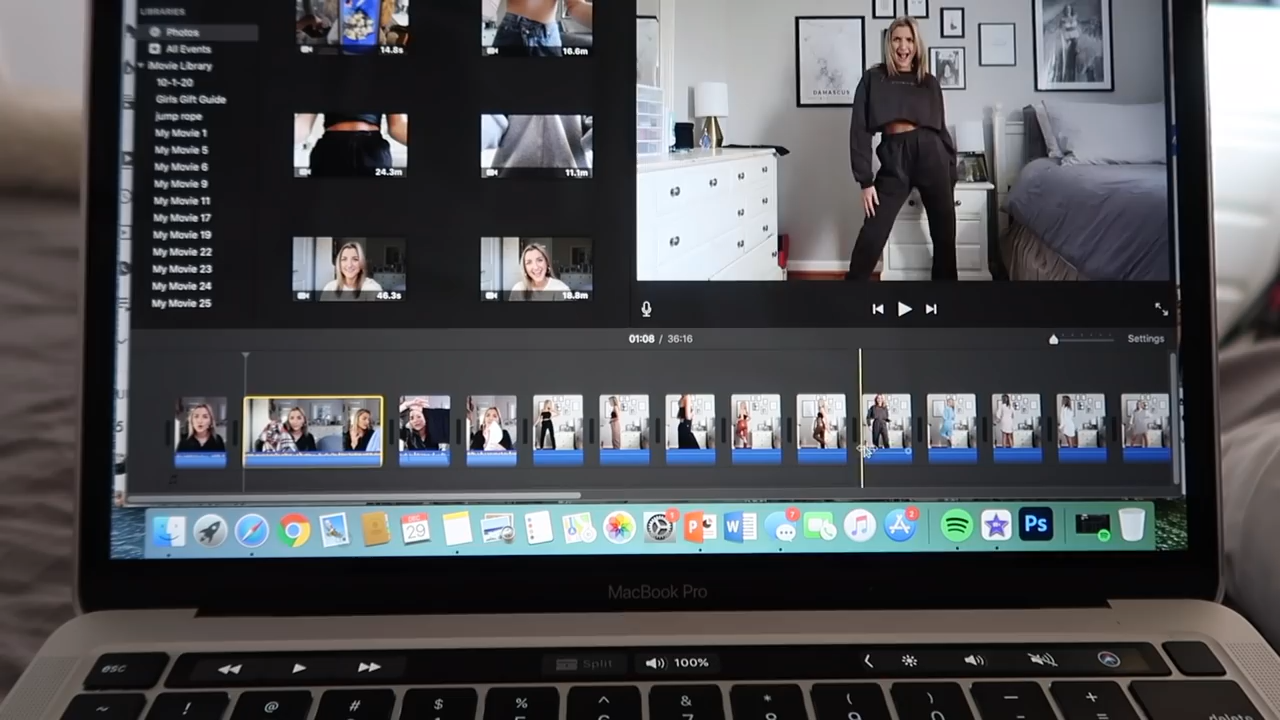 LIBRARIES
Photos
All Events
iMovie Library
10-1-20
Girls Gift Guide
jump rope
My Movie 1
My Movie 5
My Movie 6
My Movie 9
My Movie 11
My Movie 17
My Movie 19
My Movie 22
My Movie 23
My Movie 24
My Movie 25
14.8s
16.6m
24.3m
11.1m
46.3s
18.8m
DAMASCUS
01:08 / 36:16
Settings
29
1
P
W
7
2
Ps
MacBook Pro
esc
Split
100%
~
!
@
#
$
%
^
&
*
(
)
delete